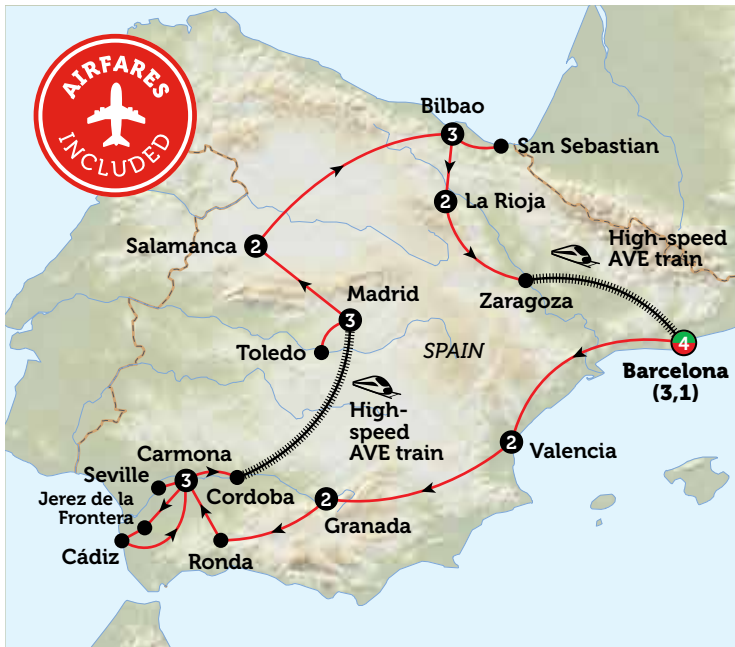 AIRFARES
INCLUDED
Bilbao
3
San Sebastian
2
La Rioja
Salamanca
2
High-speed
AVE train
Zaragoza
Madrid
3
Toledo
SPAIN
4
Barcelona
(3,1)
High-
speed
AVE train
2
Valencia
Carmona
Seville
3
Cordoba
Jerez de la
Frontera
2
Granada
Cádiz
Ronda